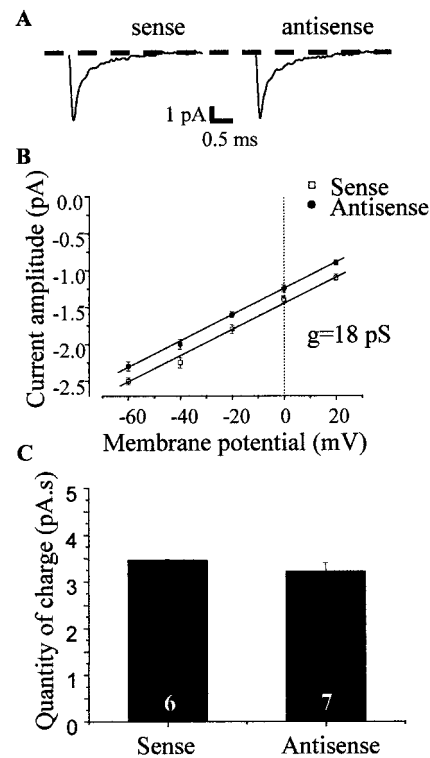 A
sense
antisense
1 pA
0.5 ms
B
Current amplitude (pA)
0.0
-0.5
-1.0
-1.5
-2.0
-2.5
Sense
Antisense
g=18 pS
-60
-40
-20
0
20
Membrane potential (mV)
C
Quantity of charge (pA.s)
5
4
3
2
1
0
6
7
Sense
Antisense